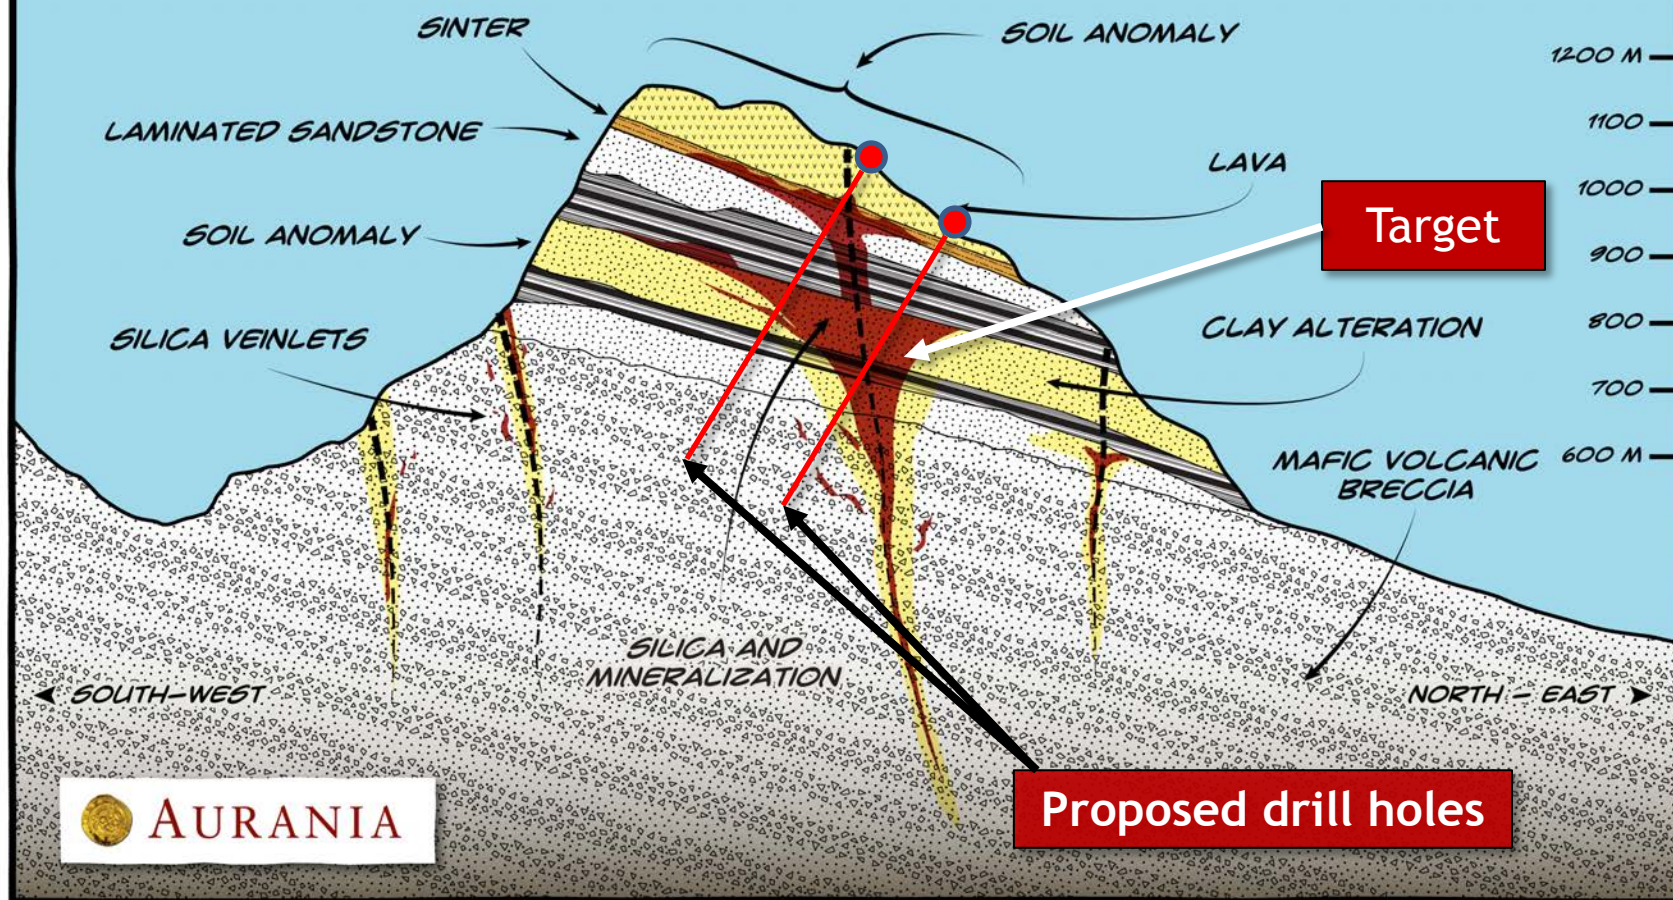 SINTER
SOIL ANOMALY
1200 M
LAMINATED SANDSTONE
1100
LAVA
1000
Target
SOIL ANOMALY
900
SILICA VEINLETS
CLAY ALTERATION
800
700
MAFIC VOLCANIC
BRECCIA
600 M
SILICA AND
MINERALIZATION
SOUTH-WEST
NORTH - EAST
AURANIA
Proposed drill holes